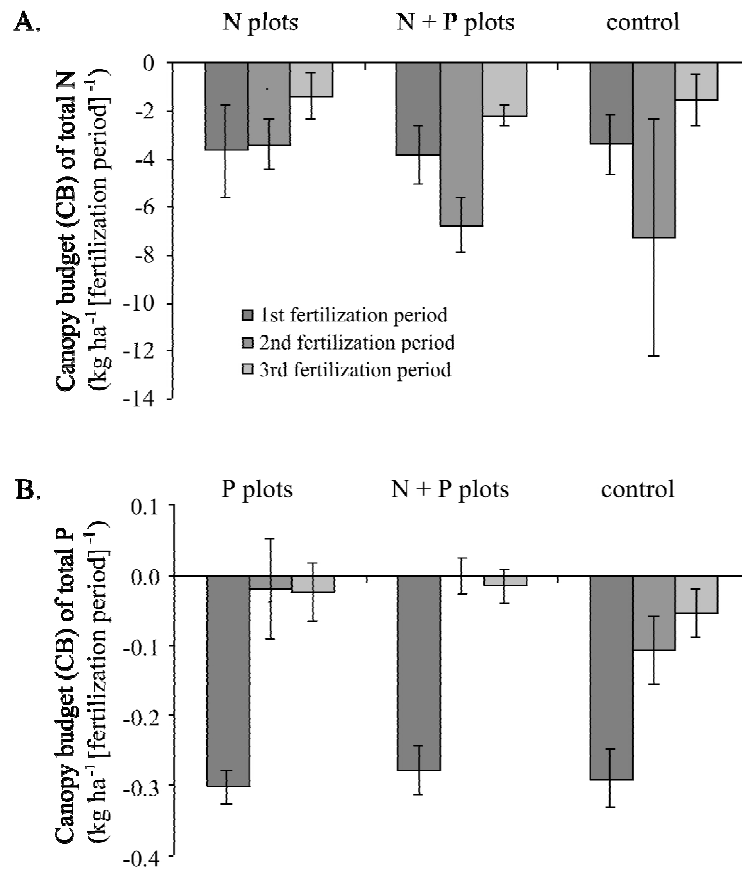 A.
N plots N + P plots control
Canopy budget (CB) of total N
(kg ha⁻¹ [fertilization period] ⁻¹)
0
-2
-4
-6
-8
-10
-12
-14
1st fertilization period
2nd fertilization period
3rd fertilization period
B.
P plots N + P plots control
Canopy budget (CB) of total P
(kg ha⁻¹ [fertilization period] ⁻¹)
0.1
0.0
-0.1
-0.2
-0.3
-0.4